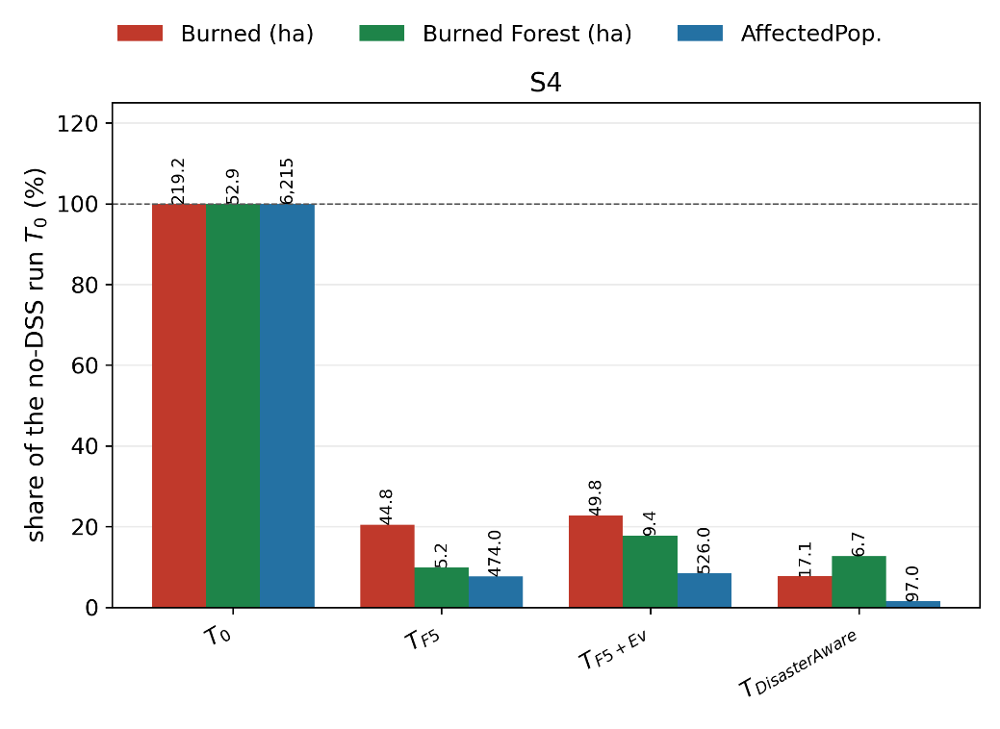 Burned (ha) Burned Forest (ha) AffectedPop.
S4
share of the no-DSS run T0 (%)
120
100
80
60
40
20
0
219.2 52.9 6,215
44.8 5.2 474.0
49.8 9.4 526.0
17.1 6.7 97.0
T0 TF5 TF5+Ev TDisasterAware